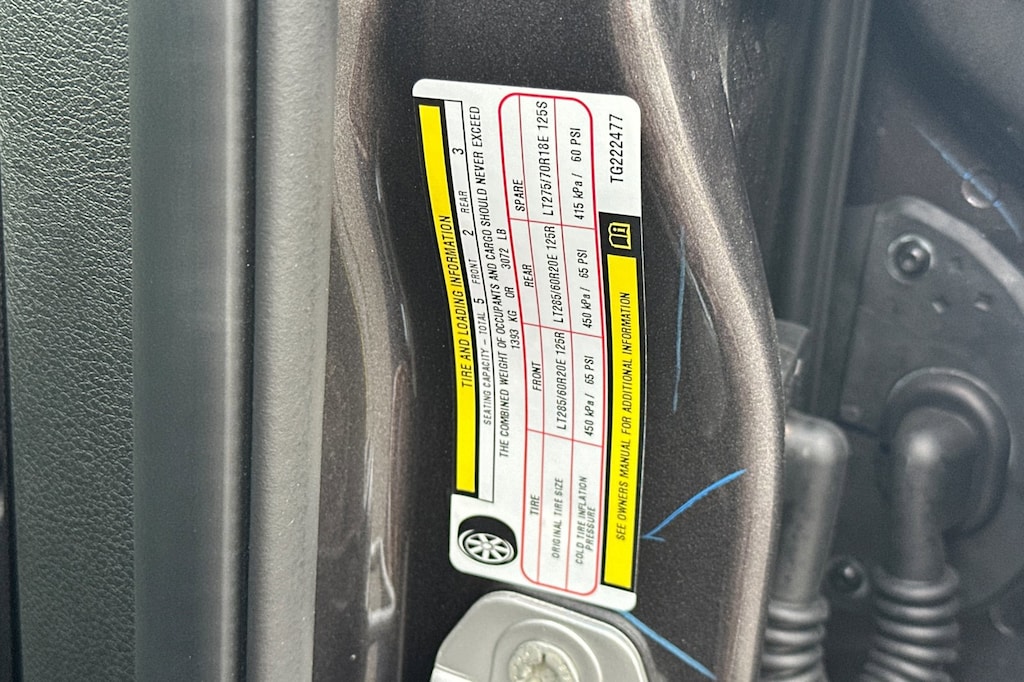 TIRE AND LOADING INFORMATION
SEATING CAPACITY – TOTAL 5 FRONT 2 REAR 3
THE COMBINED WEIGHT OF OCCUPANTS AND CARGO SHOULD NEVER EXCEED
1393 KG OR 3072 LB
TIRE FRONT REAR SPARE
ORIGINAL TIRE SIZE LT285/60R20E 125R LT285/60R20E 125R LT275/70R18E 125S
COLD TIRE INFLATION
PRESSURE 450 kPa / 65 PSI 450 kPa / 65 PSI 415 kPa / 60 PSI
SEE OWNERS MANUAL FOR ADDITIONAL INFORMATION
TG222477